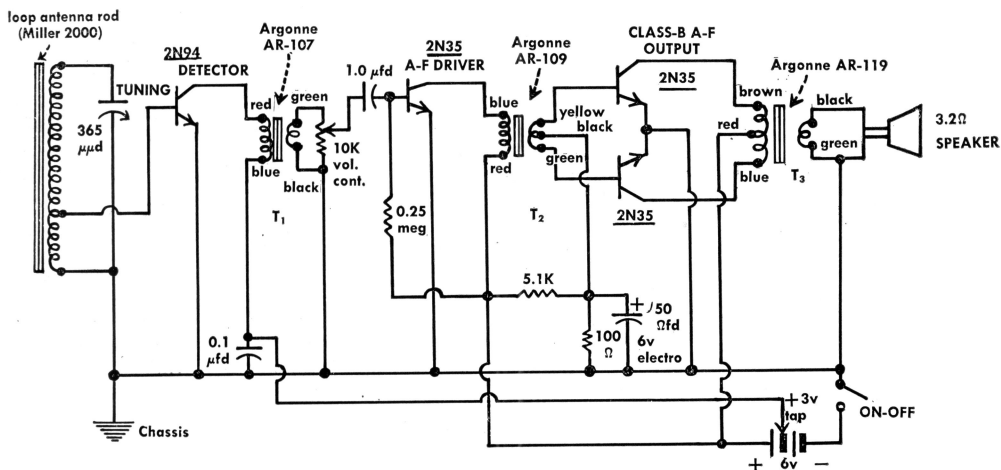 loop antenna rod
(Miller 2000)
TUNING
365
μμd
2N94
DETECTOR
Argonne
AR-107
red
green
blue
black
T1
10K
vol.
cont.
1.0 μfd
2N35
A-F DRIVER
0.25
meg
Argonne
AR-109
blue
red
yellow
black
green
T2
CLASS-B A-F
OUTPUT
2N35
2N35
Argonne AR-119
brown
red
blue
black
green
T3
3.2Ω
SPEAKER
5.1K
100
Ω
+
50
Ωfd
6v
electro
0.1
μfd
Chassis
+3v
tap
ON-OFF
+ 6v −